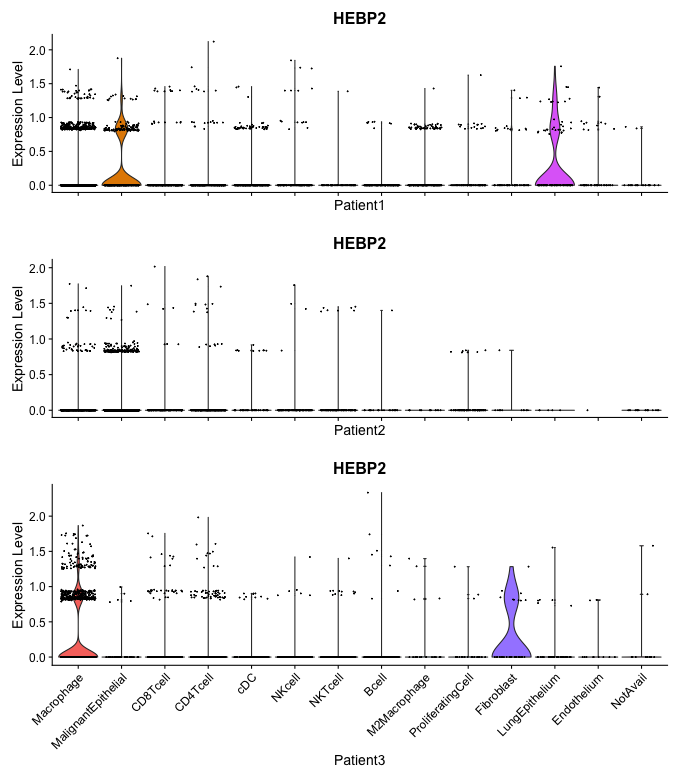 HEBP2
Expression Level
2.0
1.5
1.0
0.5
0.0
Patient1
HEBP2
Expression Level
2.0
1.5
1.0
0.5
0.0
Patient2
HEBP2
Expression Level
2.0
1.5
1.0
0.5
0.0
Macrophage
MalignantEpithelial
CD8Tcell
CD4Tcell
cDC
NKcell
NKTcell
Bcell
M2Macrophage
ProliferatingCell
Fibroblast
LungEpithelium
Endothelium
NotAvail
Patient3